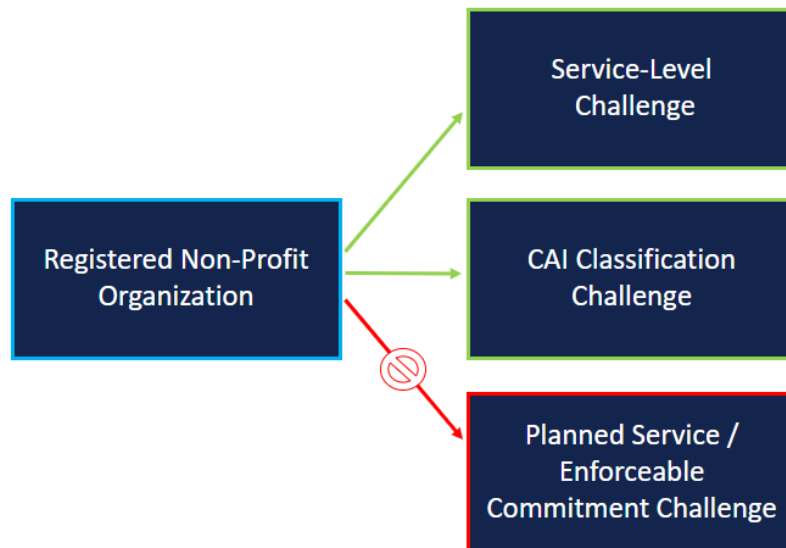 Service-Level
Challenge
Registered Non-Profit
Organization
CAI Classification
Challenge
Planned Service /
Enforceable
Commitment Challenge